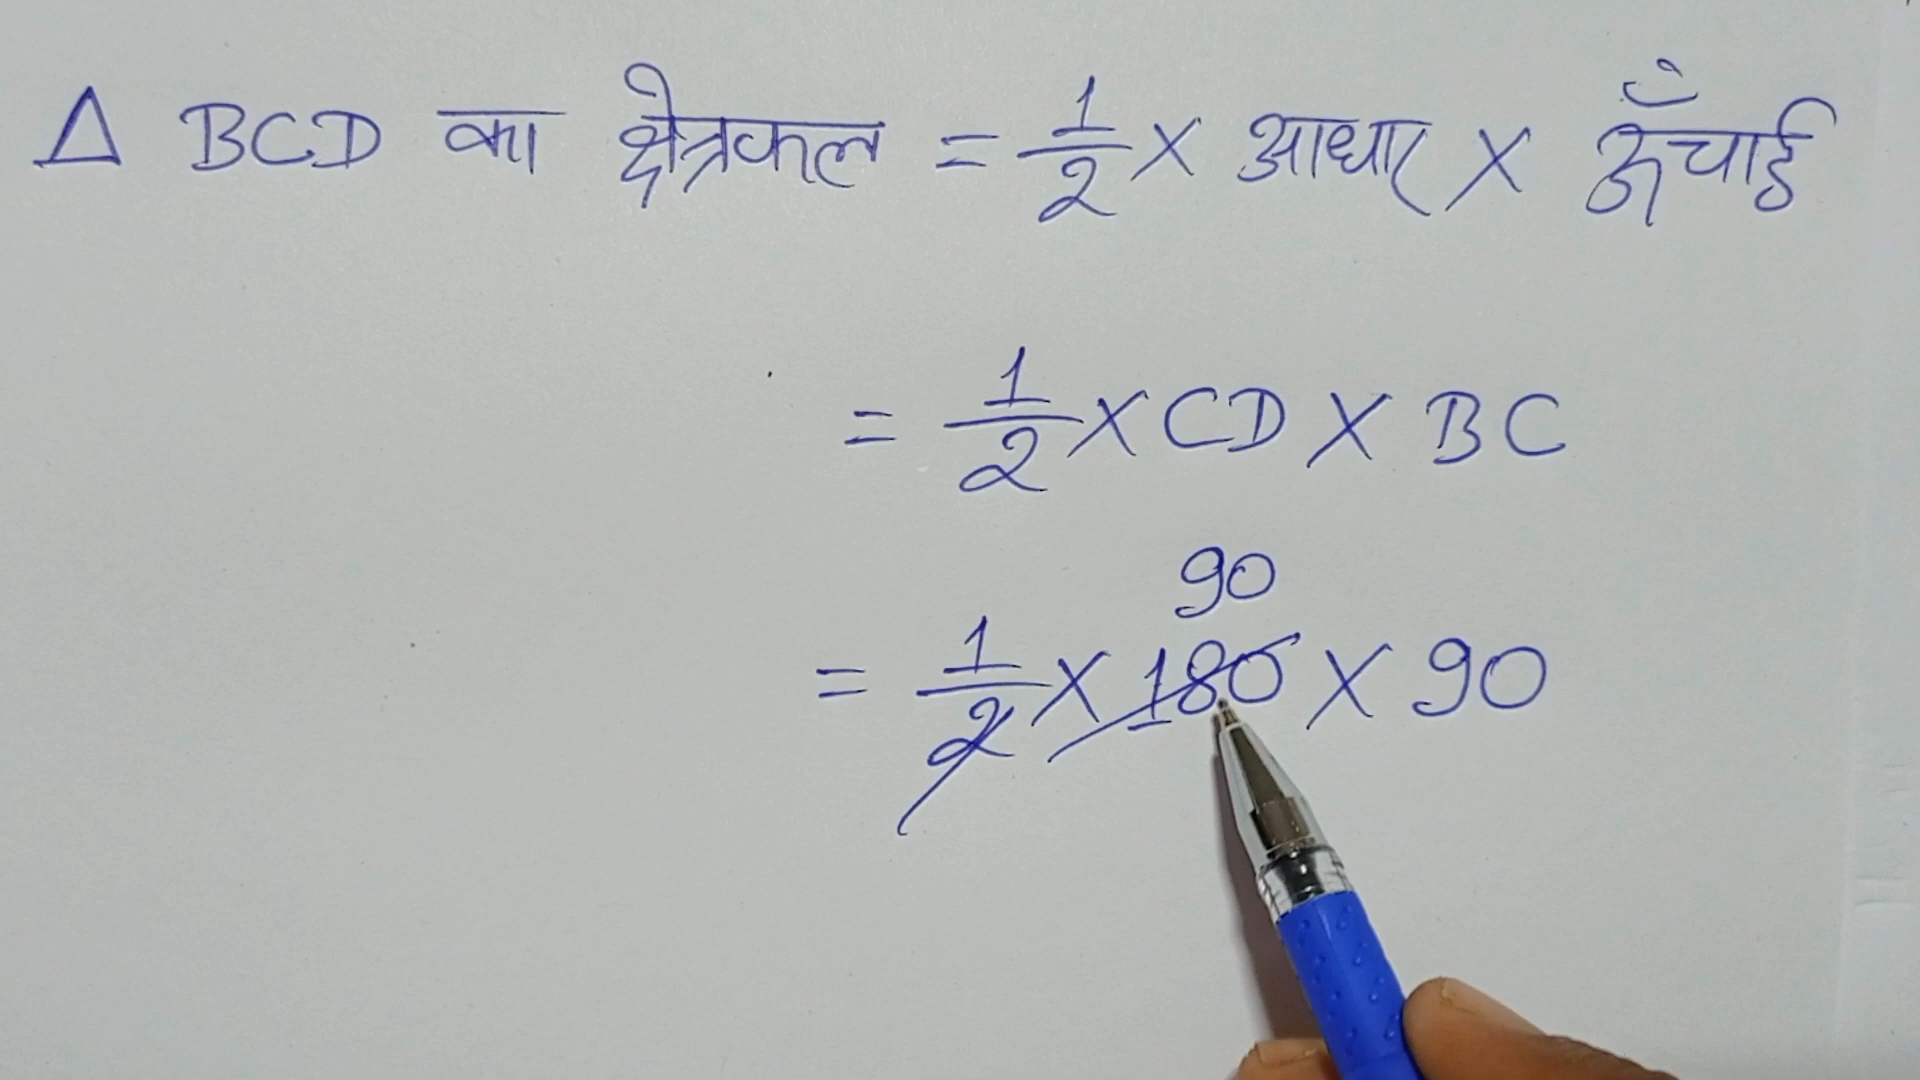 Δ BCD का क्षेत्रफल = 1/2 × आधार × ऊँचाई
= 1/2 × CD × BC
90
= 1/2 × 180 × 90